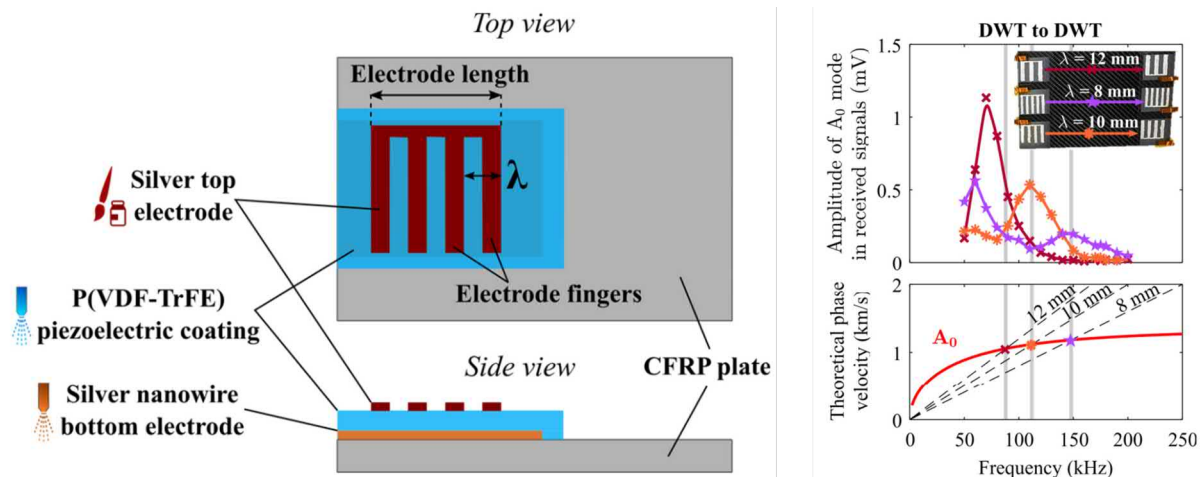 Top view
Electrode length
λ
Silver top
electrode
Electrode fingers
P(VDF-TrFE)
piezoelectric coating
CFRP plate
Side view
Silver nanowire
bottom electrode
DWT to DWT
Amplitude of A₀ mode
in received signals (mV)
1.5
1
0.5
0
λ = 12 mm
λ = 8 mm
λ = 10 mm
Theoretical phase
velocity (km/s)
2
1
0
A₀
12 mm
10 mm
8 mm
0 50 100 150 200 250
Frequency (kHz)